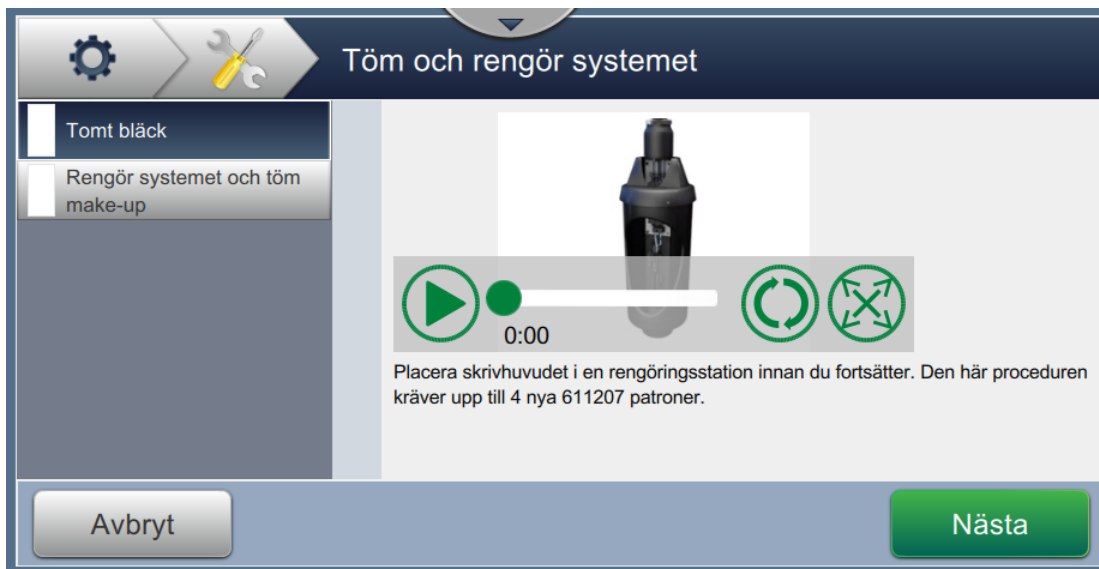 Töm och rengör systemet
Tomt bläck
Rengör systemet och töm
make-up
0:00
Placera skrivhuvudet i en rengöringsstation innan du fortsätter. Den här proceduren
kräver upp till 4 nya 611207 patroner.
Avbryt
Nästa